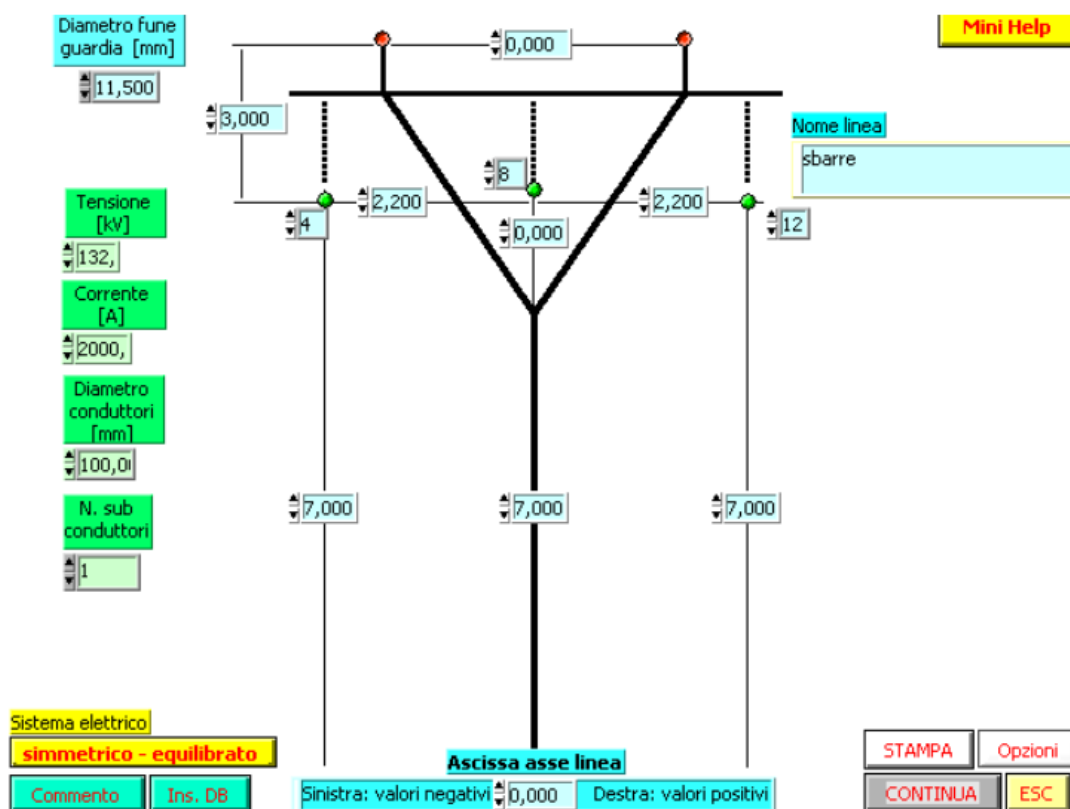 Diametro fune
guardia [mm]
11,500
0,000
Mini Help
3,000
Nome linea
sbarre
8
2,200
2,200
4
0,000
12
Tensione
[kV]
132,
Corrente
[A]
2000,
Diametro
conduttori
[mm]
100,0
N. sub
conduttori
1
7,000
7,000
7,000
Sistema elettrico
simmetrico - equilibrato
Commento
Ins. DB
Ascissa asse linea
Sinistra: valori negativi
0,000
Destra: valori positivi
STAMPA
Opzioni
CONTINUA
ESC